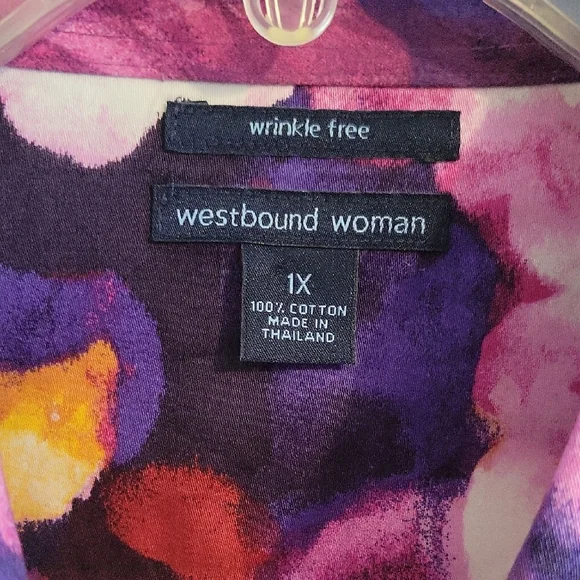 wrinkle free
westbound woman
1X
100% COTTON
MADE IN
THAILAND